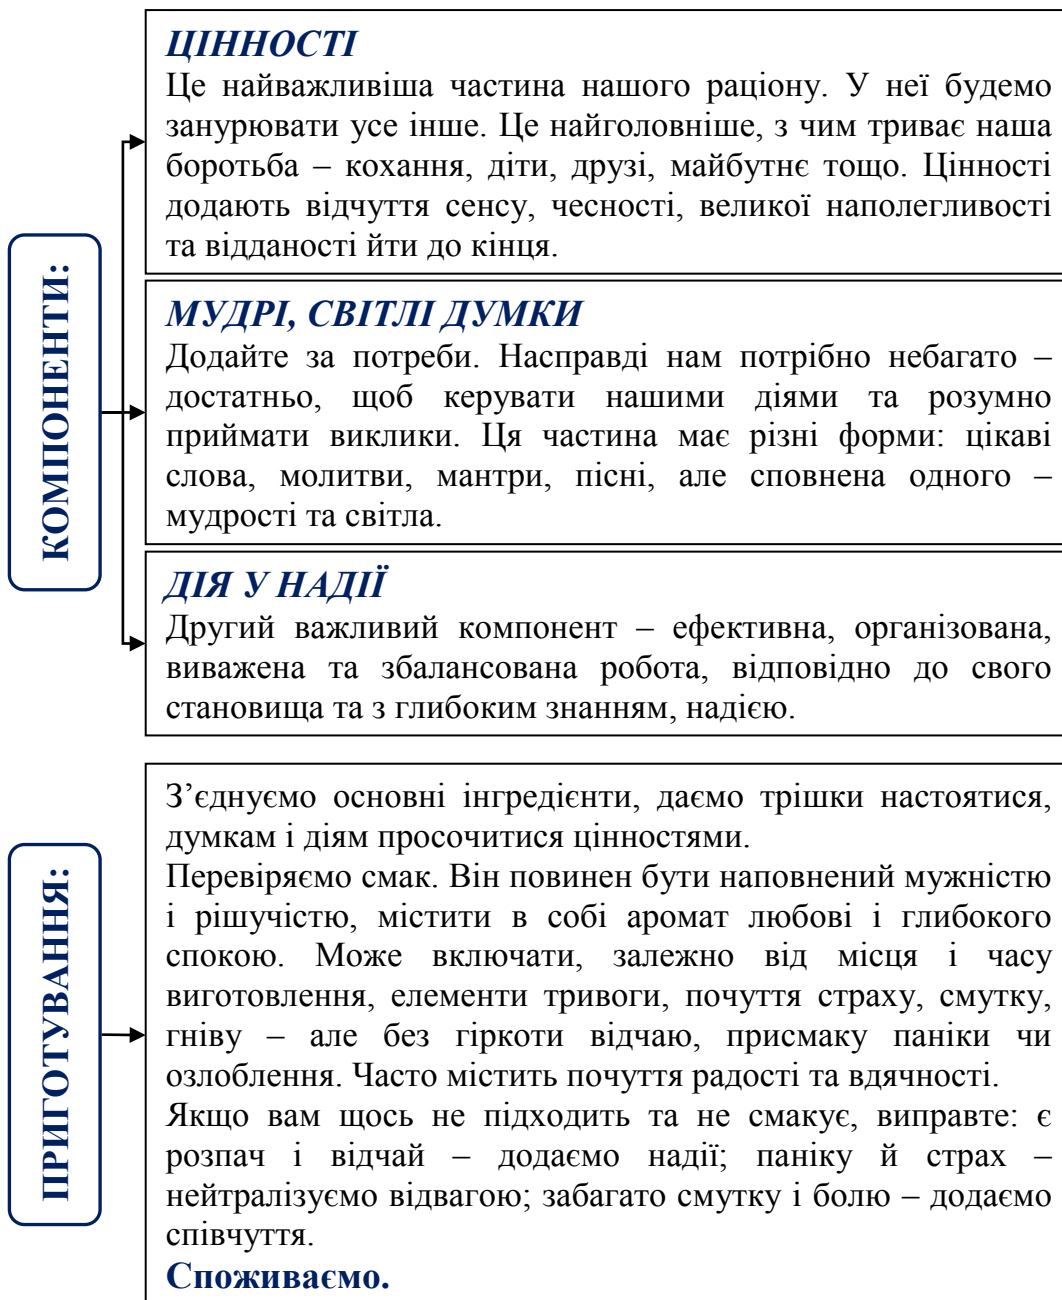 КОМПОНЕНТИ:
ЦІННОСТІ
Це найважливіша частина нашого раціону. У неї будемо
занурювати усе інше. Це найголовніше, з чим триває наша
боротьба – кохання, діти, друзі, майбутнє тощо. Цінності
додають відчуття сенсу, чесності, великої наполегливості
та відданості йти до кінця.
МУДРІ, СВІТЛІ ДУМКИ
Додайте за потреби. Насправді нам потрібно небагато –
достатньо, щоб керувати нашими діями та розумно
приймати виклики. Ця частина має різні форми: цікаві
слова, молитви, мантри, пісні, але сповнена одного –
мудрості та світла.
ДІЯ У НАДІЇ
Другий важливий компонент – ефективна, організована,
виважена та збалансована робота, відповідно до свого
становища та з глибоким знанням, надією.
ПРИГОТУВАННЯ:
З’єднуємо основні інгредієнти, даємо трішки настоятися,
думкам і діям просочитися цінностями.
Перевіряємо смак. Він повинен бути наповнений мужністю
і рішучістю, містити в собі аромат любові і глибокого
спокою. Може включати, залежно від місця і часу
виготовлення, елементи тривоги, почуття страху, смутку,
гніву – але без гіркоти відчаю, присмаку паніки чи
озлоблення. Часто містить почуття радості та вдячності.
Якщо вам щось не підходить та не смакує, виправте: є
розпач і відчай – додаємо надії; паніку й страх –
нейтралізуємо відвагою; забагато смутку і болю – додаємо
співчуття.
Споживаємо.